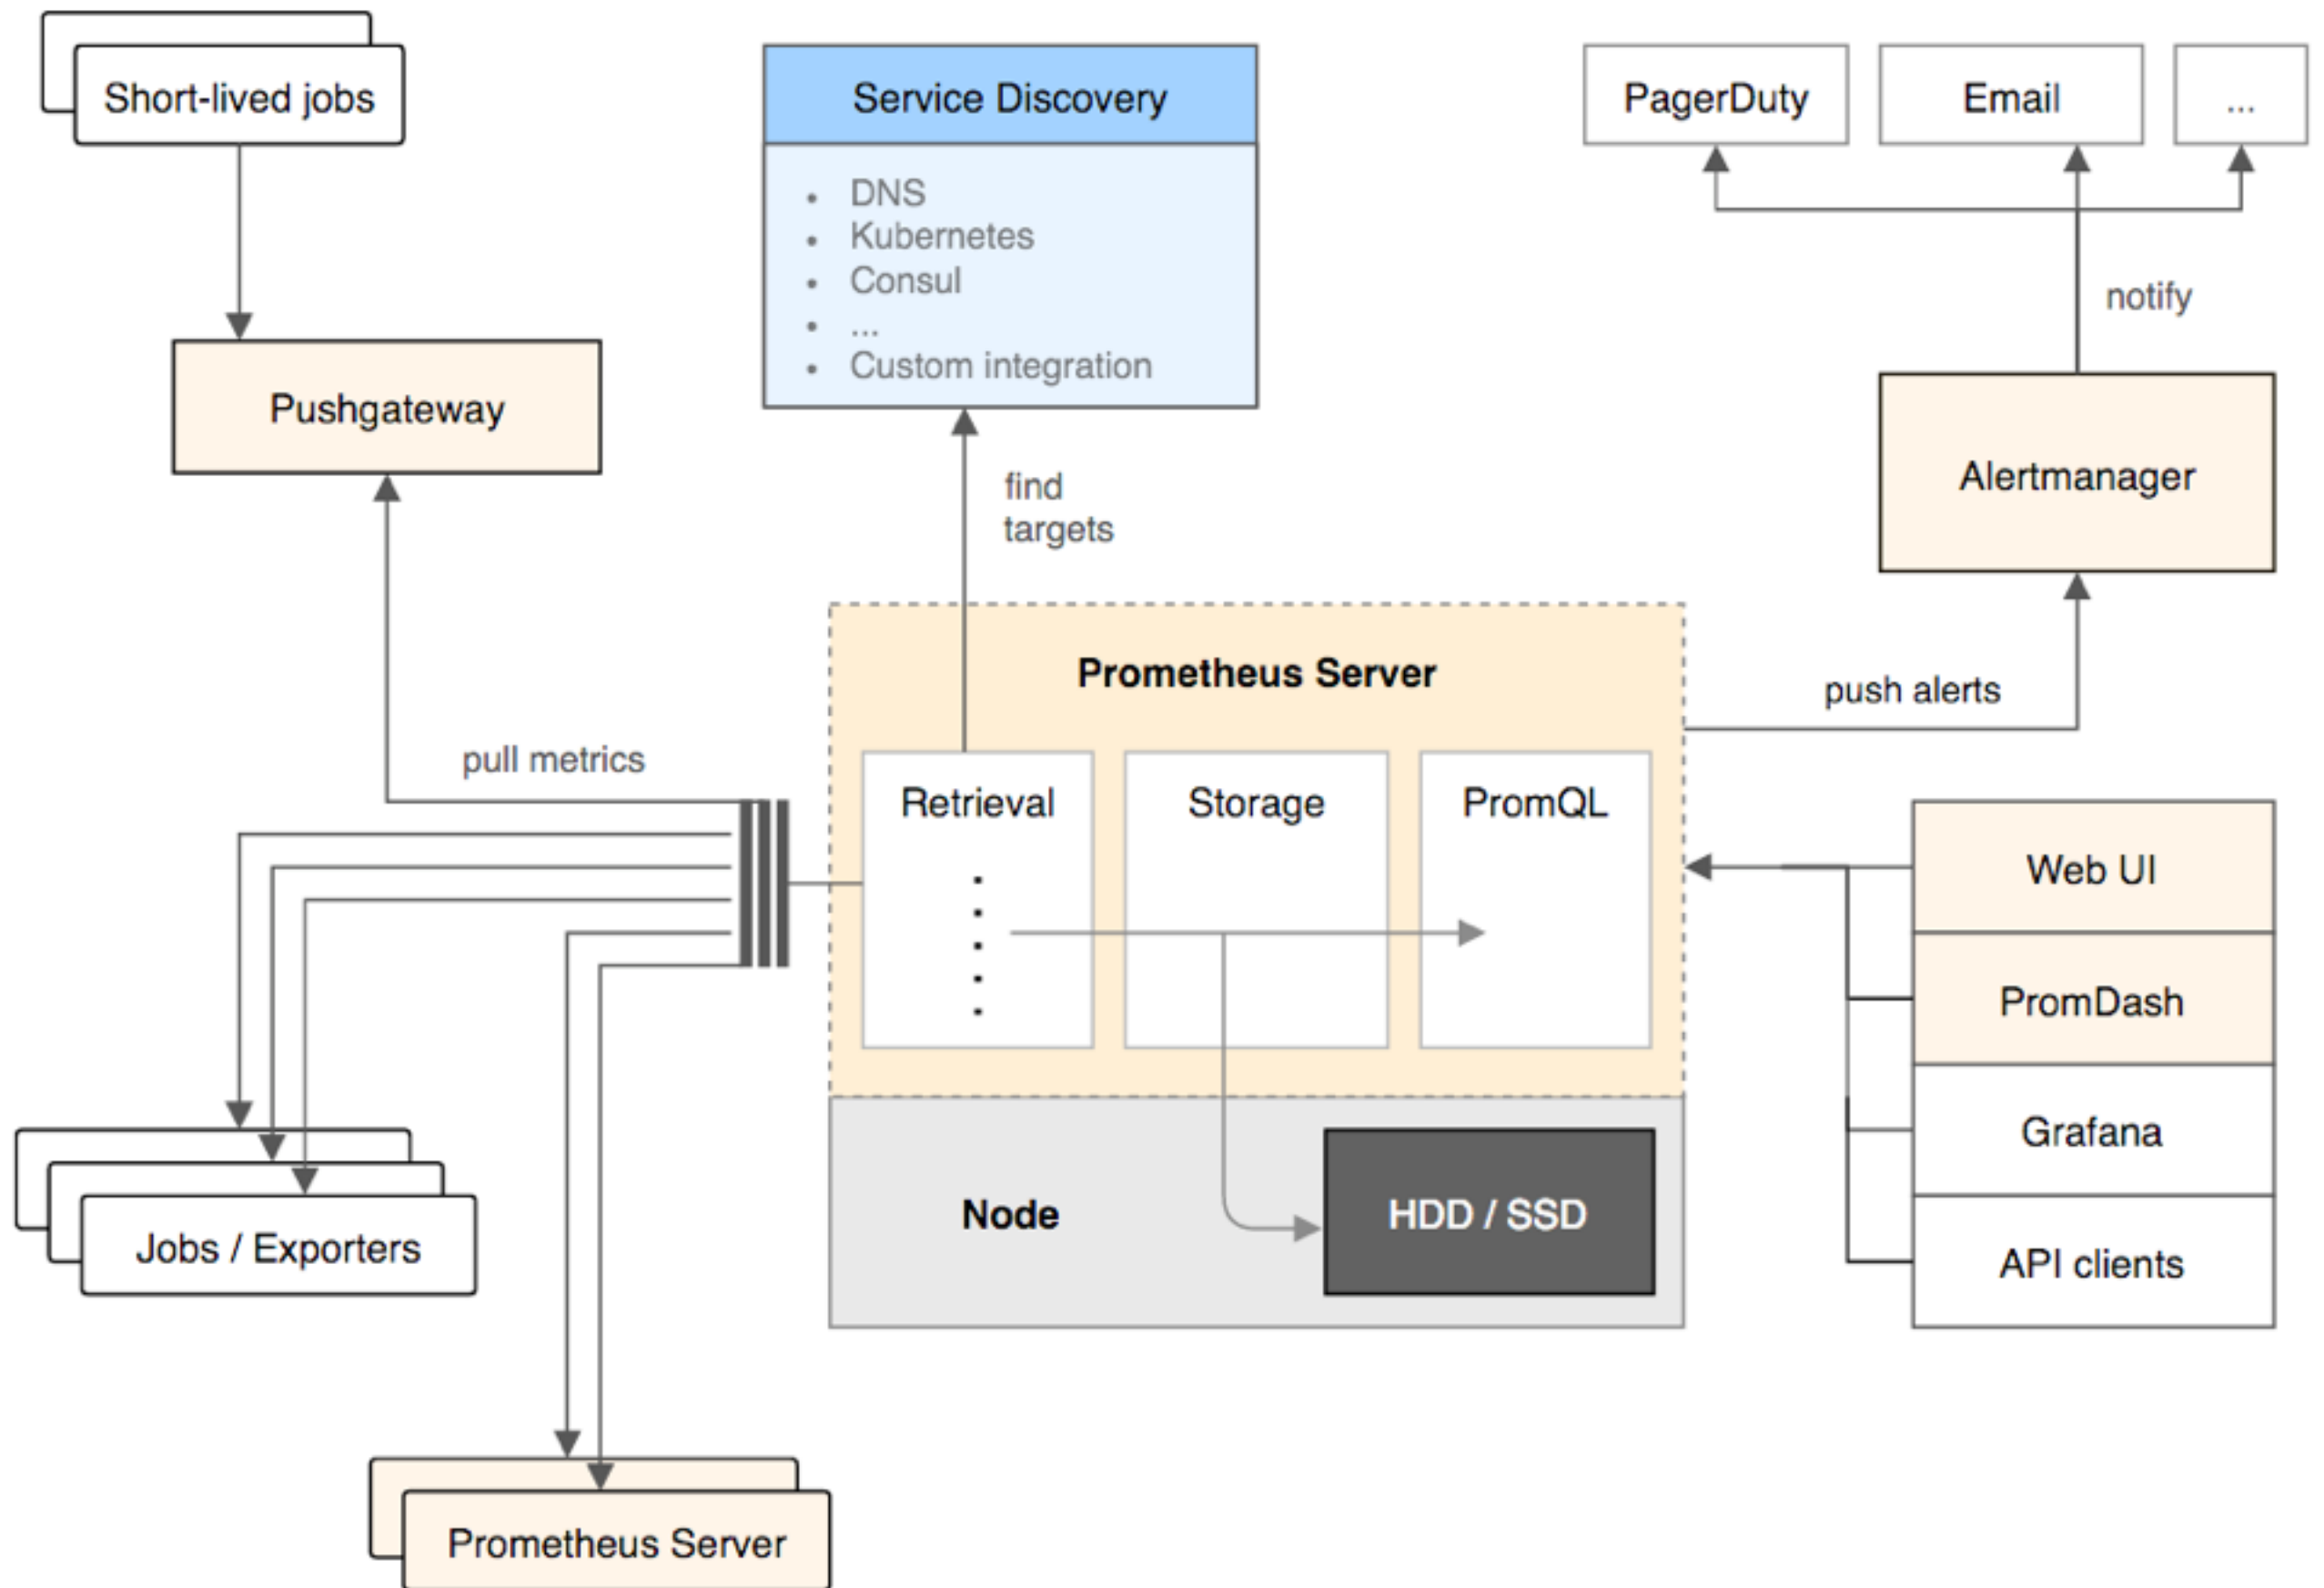 Short-lived jobs
Service Discovery
PagerDuty
Email
...
• DNS
• Kubernetes
• Consul
• ...
• Custom integration
notify
Pushgateway
Alertmanager
find
targets
Prometheus Server
push alerts
pull metrics
Retrieval
Storage
PromQL
Web UI
PromDash
Grafana
API clients
Node
HDD / SSD
Jobs / Exporters
Prometheus Server